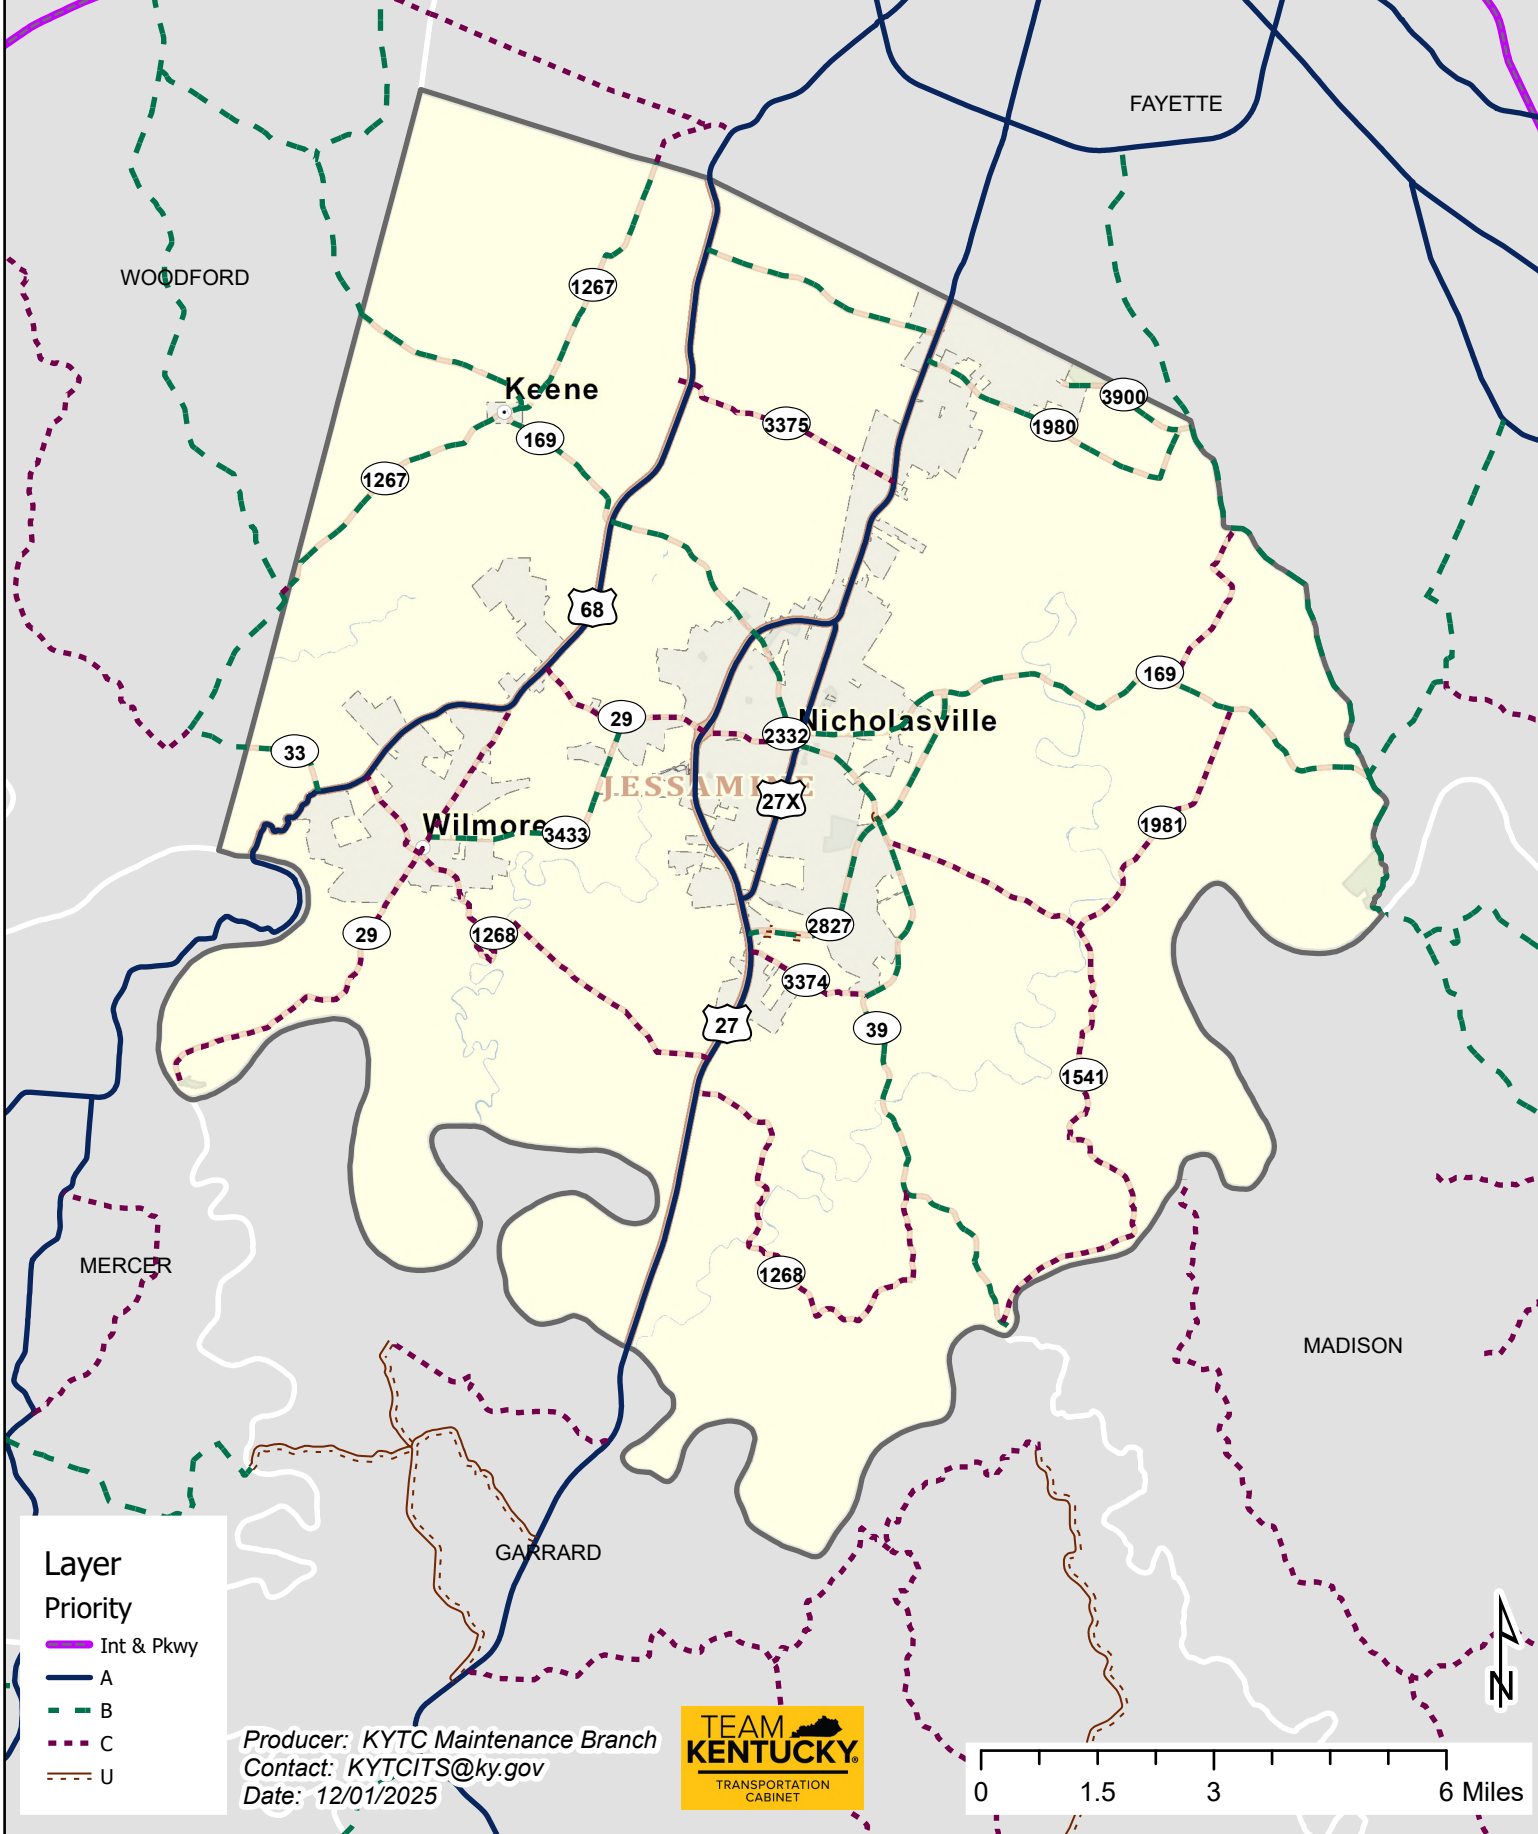 FAYETTE
WOODFORD
1267
Keene
3900
3375
1980
169
1267
68
169
29
Nicholasville
2332
33
JESSAMINE
27X
Wilmore
3433
1981
2827
29
1268
3374
27
39
1541
MERCER
1268
MADISON
GARRARD
Layer
Priority
Int & Pkwy
A
B
C
U
Producer: KYTC Maintenance Branch
Contact: KYTCITS@ky.gov
Date: 12/01/2025
TEAM
KENTUCKY®
TRANSPORTATION
CABINET
N
0 1.5 3 6 Miles